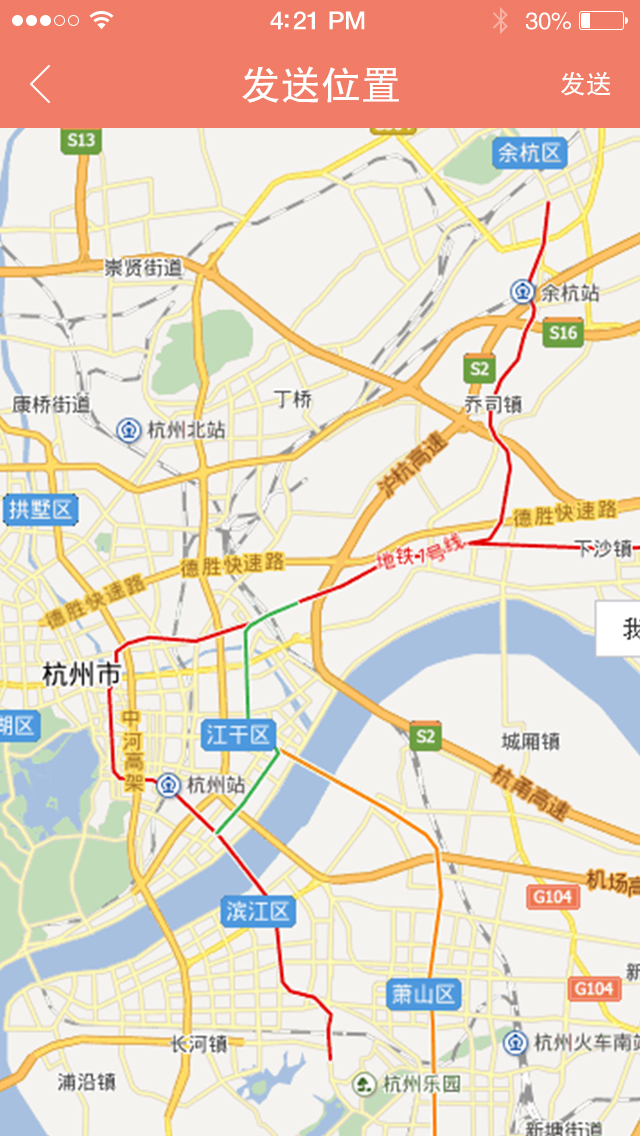 4:21 PM
30%
发送位置
发送
S13
余杭区
崇贤街道
余杭站
S16
S2
丁桥
康桥街道
乔司镇
杭州北站
沪杭高速
拱墅区
德胜快速路
地铁1号线
下沙镇
德胜快速路
德胜快速路
我
杭州市
湖区
中河高架
江干区
S2
城厢镇
杭州站
杭甬高速
机场高
G104
滨江区
新
萧山区
G104
长河镇
杭州火车南站
浦沿镇
杭州乐园
新塘街道